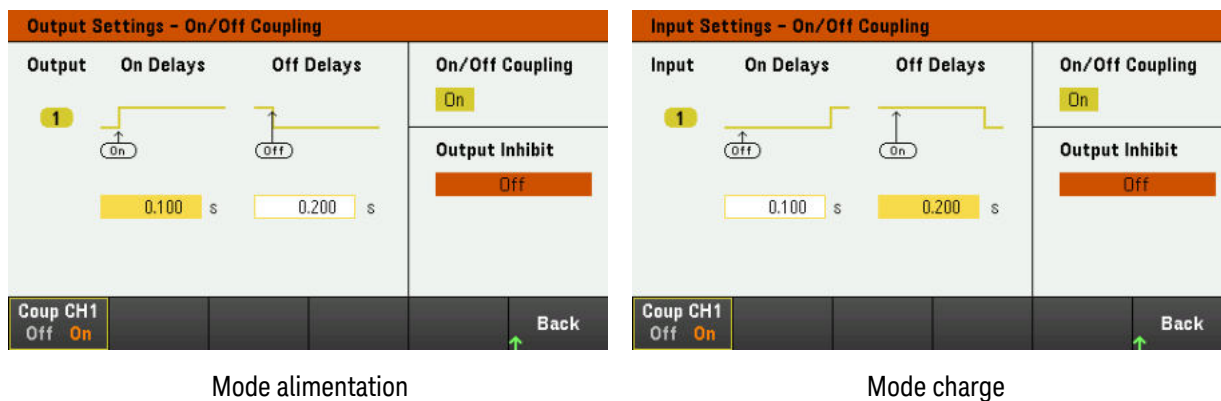 Output Settings - On/Off Coupling
Output On Delays Off Delays
1
On Off
0.100 s 0.200 s
On/Off Coupling
On
Output Inhibit
Off
Coup CH1
Off On
Back
Mode alimentation
Input Settings - On/Off Coupling
Input On Delays Off Delays
1
Off On
0.100 s 0.200 s
On/Off Coupling
On
Output Inhibit
Off
Coup CH1
Off On
Back
Mode charge